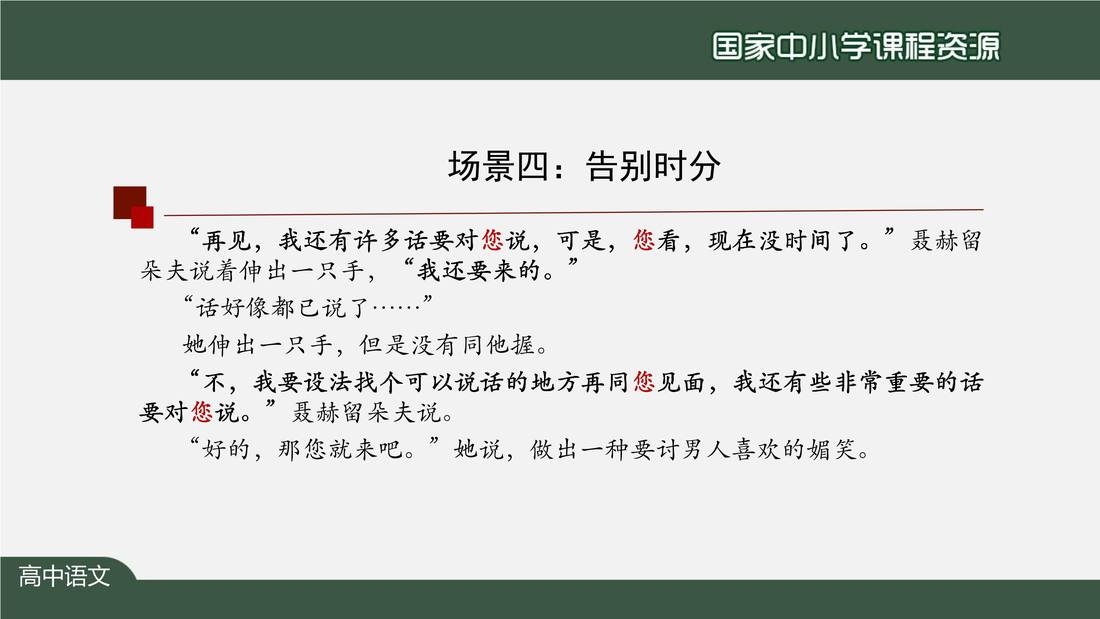 国家中小学课程资源
场景四：告别时分
“再见，我还有许多话要对您说，可是，您看，现在没时间了。”聂赫留
朵夫说着伸出一只手，“我还要来的。”
“话好像都已说了……”
她伸出一只手，但是没有同他握。
“不，我要设法找个可以说话的地方再同您见面，我还有些非常重要的话
要对您说。”聂赫留朵夫说。
“好的，那您就来吧。”她说，做出一种要讨男人喜欢的媚笑。
高中语文